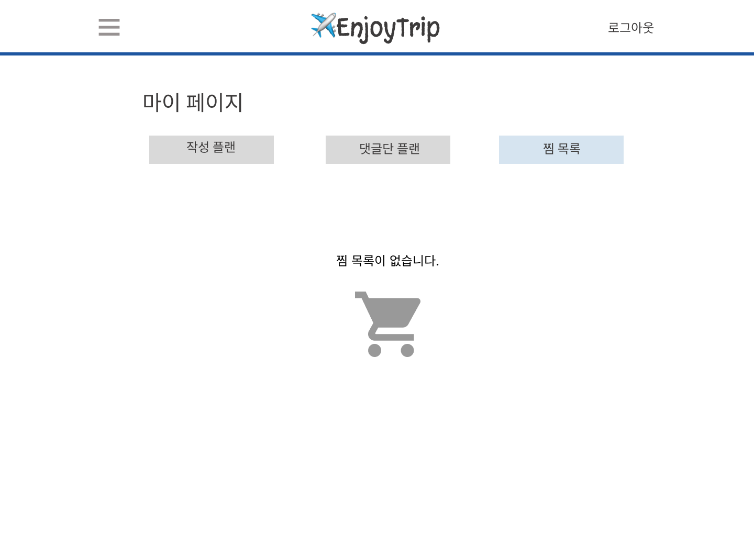 EnjoyTrip
로그아웃
마이 페이지
작성 플랜
댓글단 플랜
찜 목록
찜 목록이 없습니다.